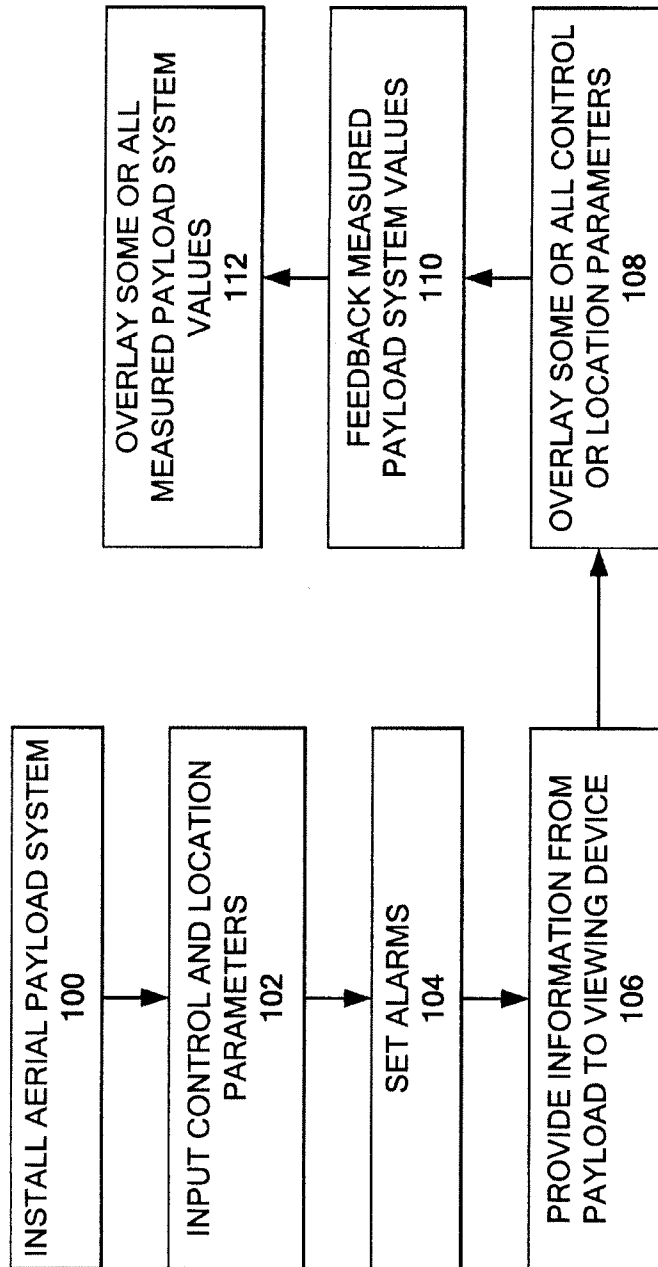 INSTALL AERIAL PAYLOAD SYSTEM
100
INPUT CONTROL AND LOCATION
PARAMETERS
102
SET ALARMS
104
PROVIDE INFORMATION FROM
PAYLOAD TO VIEWING DEVICE
106
OVERLAY SOME OR ALL CONTROL
OR LOCATION PARAMETERS
108
FEEDBACK MEASURED
PAYLOAD SYSTEM VALUES
110
OVERLAY SOME OR ALL
MEASURED PAYLOAD SYSTEM
VALUES
112